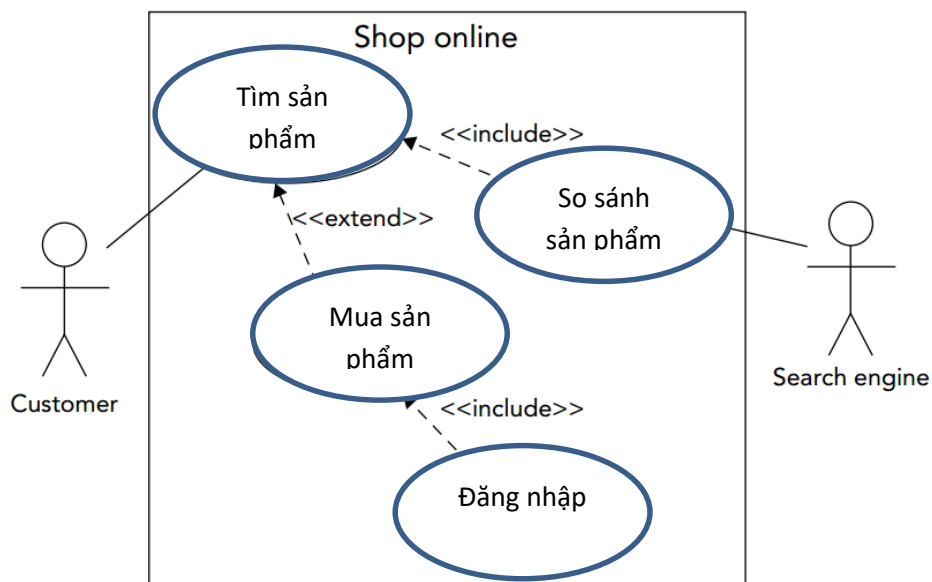 Shop online
Tìm sản
phẩm
<<include>>
So sánh
sản phẩm
<<extend>>
Mua sản
phẩm
Search engine
Customer
<<include>>
Đăng nhập